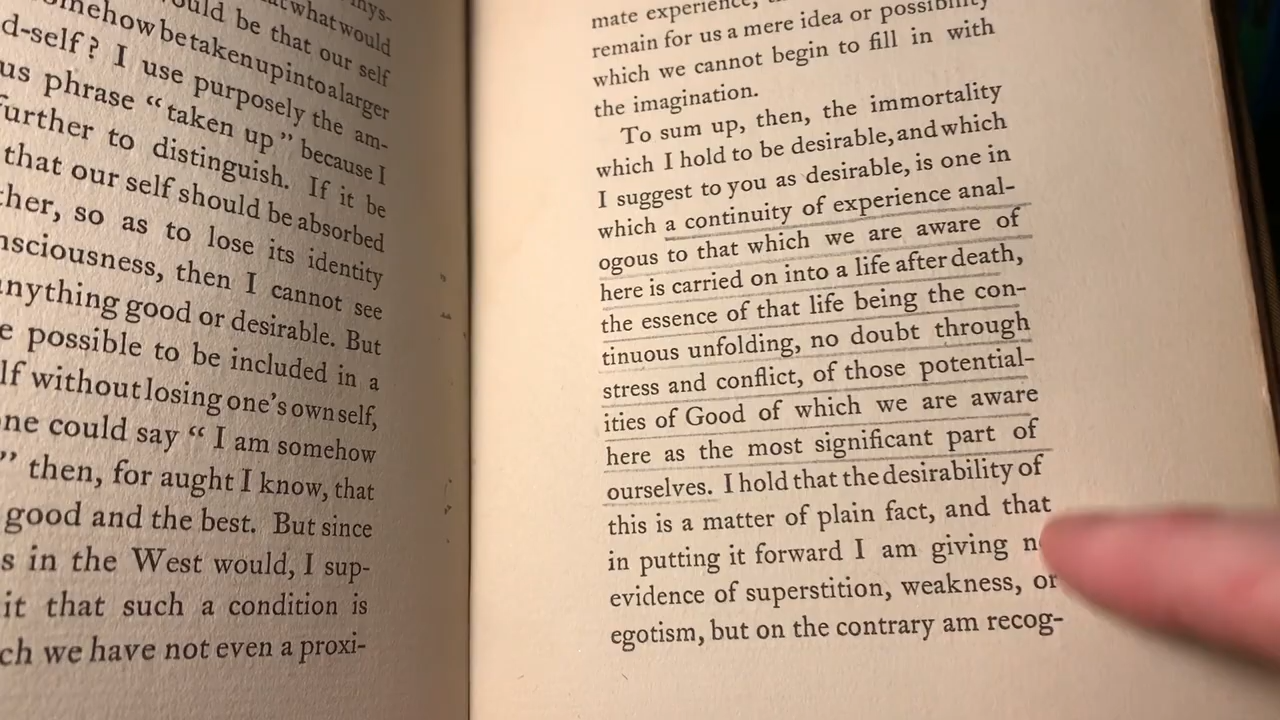 what would
would be that our self
somehow be taken up into a larger
d-self? I use purposely the am-
us phrase “taken up” because I
further to distinguish. If it be
that our self should be absorbed
ther, so as to lose its identity
nsciousness, then I cannot see
anything good or desirable. But
e possible to be included in a
lf without losing one's own self,
ne could say “ I am somehow
” then, for aught I know, that
good and the best. But since
s in the West would, I sup-
it that such a condition is
ch we have not even a proxi-
mate experience,
remain for us a mere idea or possibility
which we cannot begin to fill in with
the imagination.
To sum up, then, the immortality
which I hold to be desirable, and which
I suggest to you as desirable, is one in
which a continuity of experience anal-
ogous to that which we are aware of
here is carried on into a life after death,
the essence of that life being the con-
tinuous unfolding, no doubt through
stress and conflict, of those potential-
ities of Good of which we are aware
here as the most significant part of
ourselves. I hold that the desirability of
this is a matter of plain fact, and that
in putting it forward I am giving no
evidence of superstition, weakness, or
egotism, but on the contrary am recog-